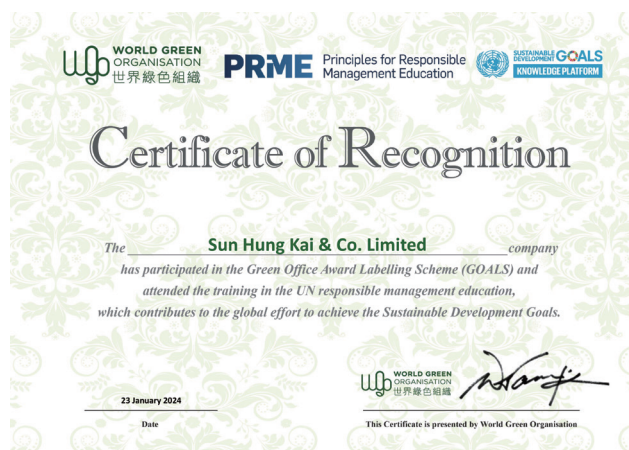 WORLD GREEN
ORGANISATION
世界綠色組織
PRME Principles for Responsible
Management Education
SUSTAINABLE
DEVELOPMENT GOALS
KNOWLEDGE PLATFORM
Certificate of Recognition
The Sun Hung Kai & Co. Limited company
has participated in the Green Office Award Labelling Scheme (GOALS) and
attended the training in the UN responsible management education,
which contributes to the global effort to achieve the Sustainable Development Goals.
WORLD GREEN
ORGANISATION
世界綠色組織
23 January 2024
Date
This Certificate is presented by World Green Organisation